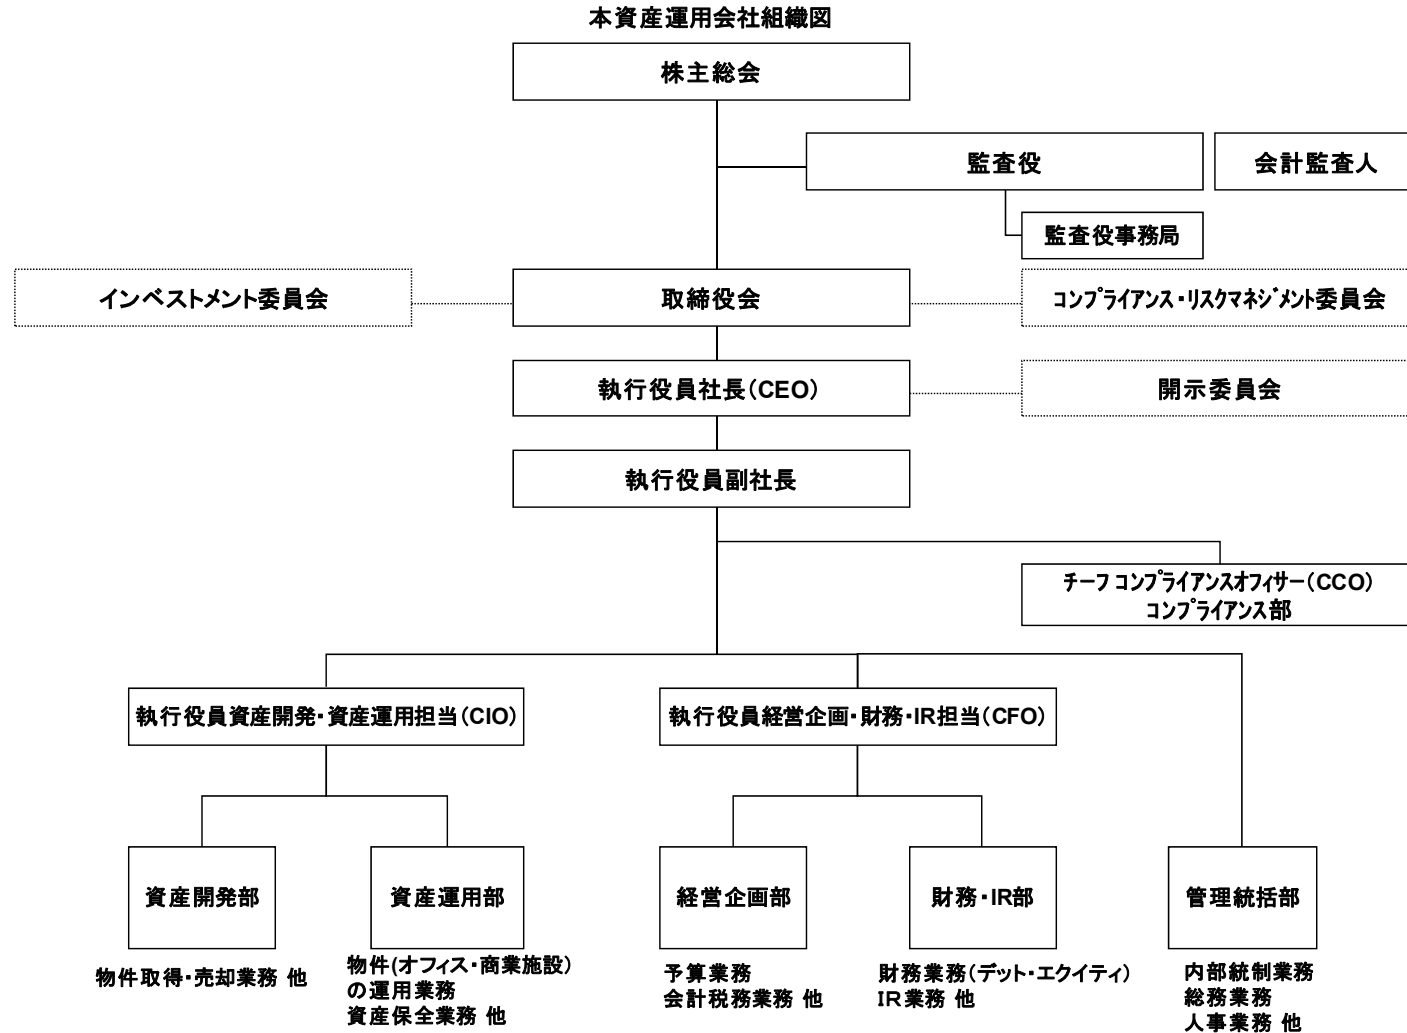 本資産運用会社組織図
株主総会
監査役
会計監査人
監査役事務局
インベストメント委員会
取締役会
コンプライアンス・リスクマネジメント委員会
執行役員社長(CEO)
開示委員会
執行役員副社長
チーフ コンプライアンスオフィサー(CCO)
コンプライアンス部
執行役員資産開発・資産運用担当(CIO)
執行役員経営企画・財務・IR担当(CFO)
資産開発部
資産運用部
経営企画部
財務・IR部
管理統括部
物件取得・売却業務 他
物件(オフィス・商業施設)
の運用業務
資産保全業務 他
予算業務
会計税務業務 他
財務業務(デット・エクイティ)
IR業務 他
内部統制業務
総務業務
人事業務 他